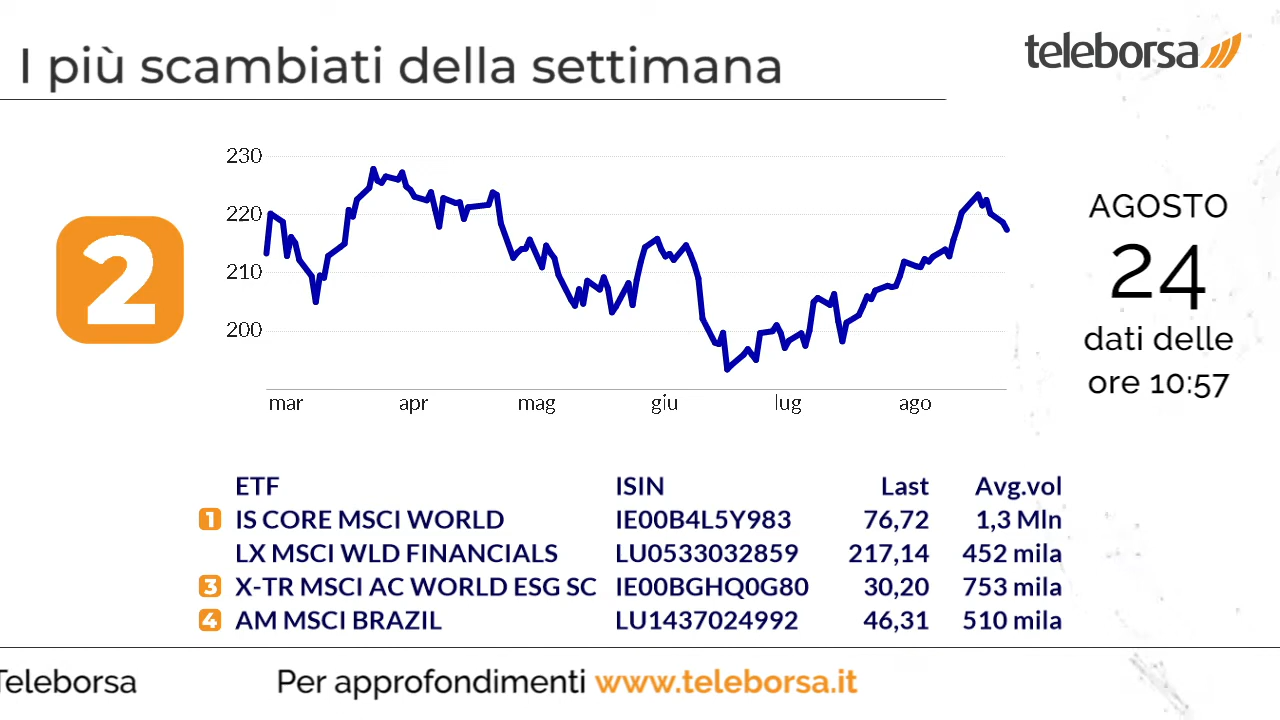 I più scambiati della settimana
teleborsa
2
230
220
210
200
mar apr mag giu lug ago
AGOSTO
24
dati delle
ore 10:57
ETF ISIN Last Avg.vol
1 IS CORE MSCI WORLD IE00B4L5Y983 76,72 1,3 Mln
LX MSCI WLD FINANCIALS LU0533032859 217,14 452 mila
3 X-TR MSCI AC WORLD ESG SC IE00BGHQ0G80 30,20 753 mila
4 AM MSCI BRAZIL LU1437024992 46,31 510 mila
Teleborsa Per approfondimenti www.teleborsa.it